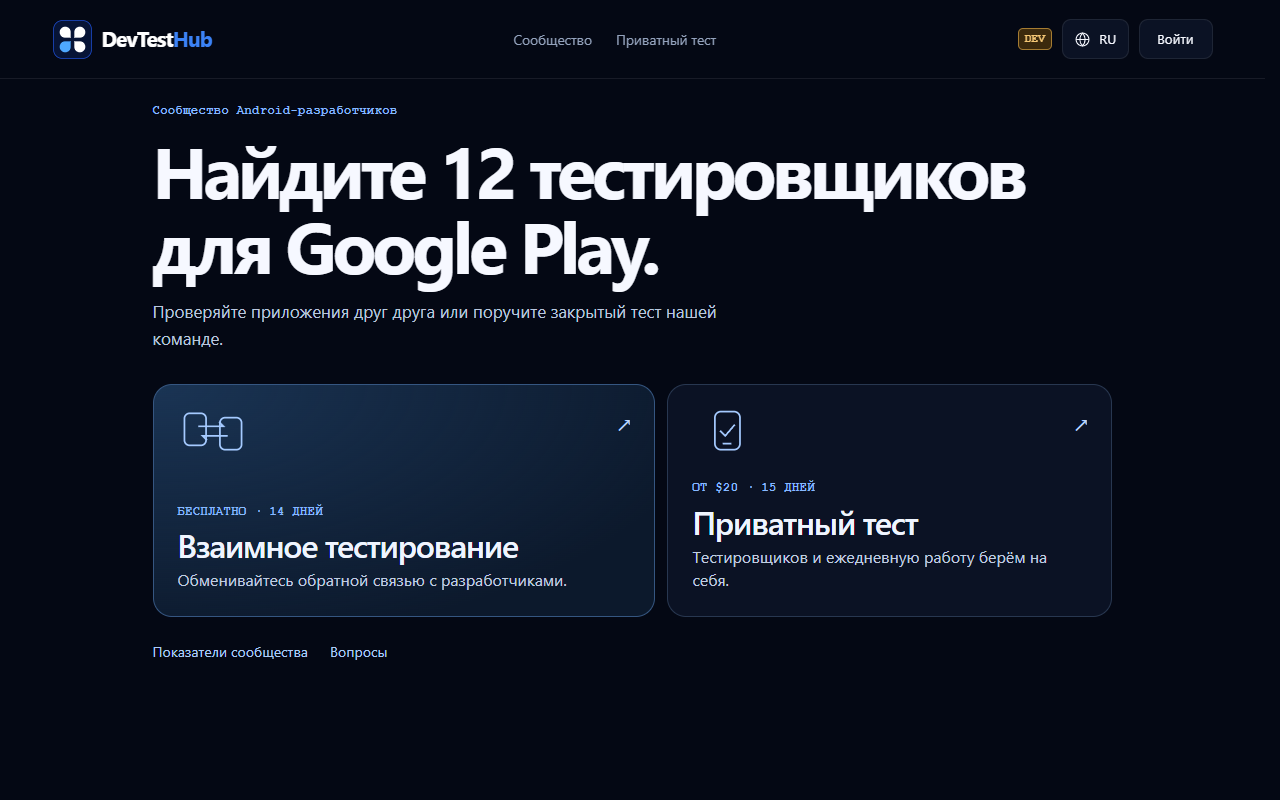 DevTestHub
Сообщество
Приватный тест
DEV
RU
Войти
Сообщество Android-разработчиков
Найдите 12 тестировщиков
для Google Play.
Проверяйте приложения друг друга или поручите закрытый тест нашей
команде.
БЕСПЛАТНО · 14 ДНЕЙ
Взаимное тестирование
Обменивайтесь обратной связью с разработчиками.
ОТ $20 · 15 ДНЕЙ
Приватный тест
Тестировщиков и ежедневную работу берём на
себя.
Показатели сообщества
Вопросы